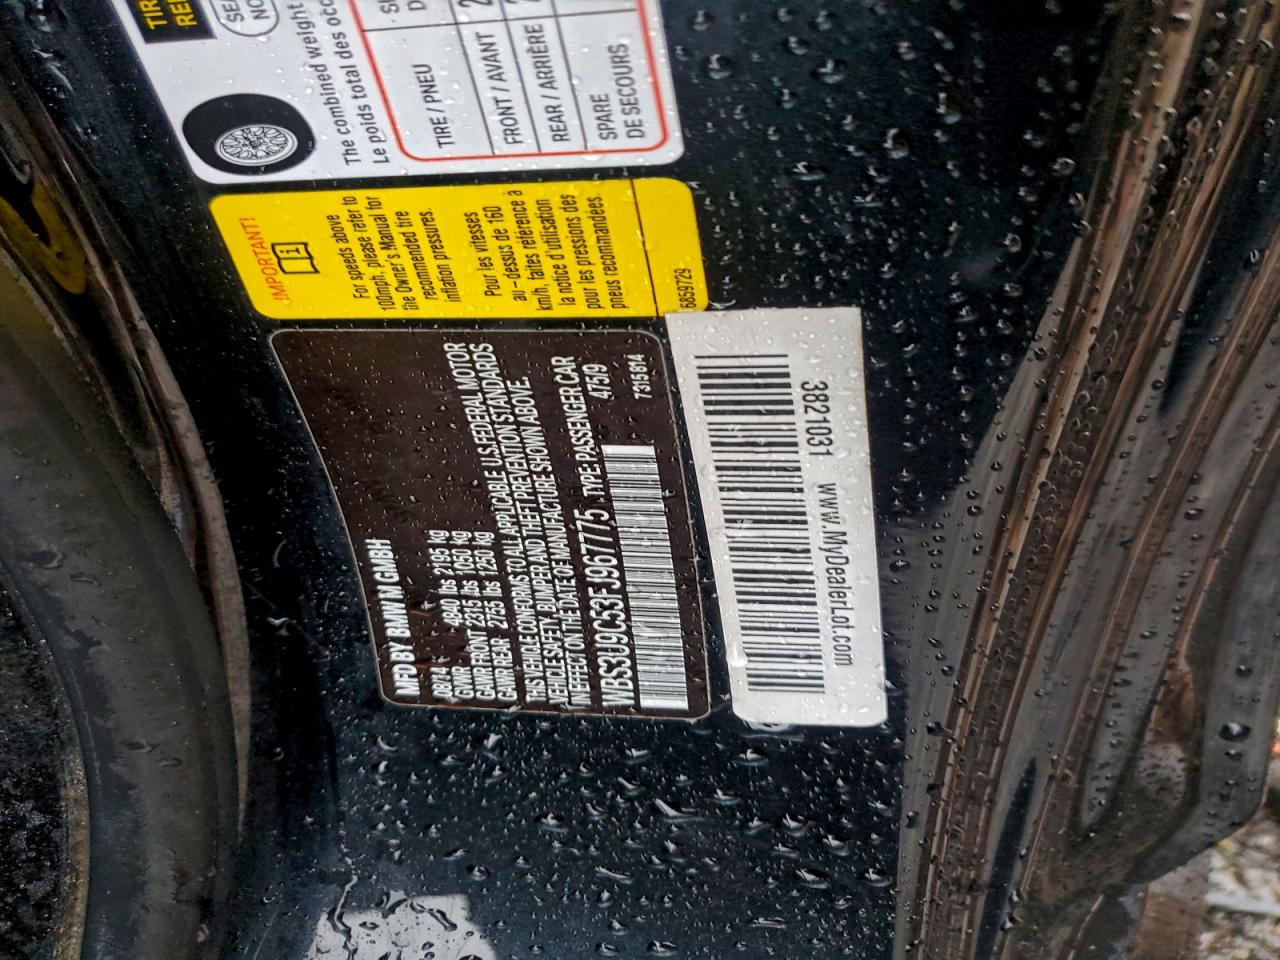 The combined weight
Le poids total des occ
TIRE / PNEU
FRONT / AVANT
REAR / ARRIÈRE
SPARE
DE SECOURS
IMPORTANT!
For speeds above
100mph, please refer to
the Owner's Manual for
the recommended tire
inflation pressures.
Pour les vitesses
au-dessus de 160
km/h, faites référence à
la notice d'utilisation
pour les pressions des
pneus recommandées.
6859729
MFD BY BMW M GMBH
08/14
GVWR 4840 lbs 2195 kg
GAWR FRONT 2315 lbs 1050 kg
GAWR REAR 2755 lbs 1250 kg
THIS VEHICLE CONFORMS TO ALL APPLICABLE U.S. FEDERAL MOTOR
VEHICLE SAFETY, BUMPER AND THEFT PREVENTION STANDARDS
IN EFFECT ON THE DATE OF MANUFACTURE SHOWN ABOVE.
WBS3U9C53FJ967775 TYPE: PASSENGER CAR
47579
7315814
3821031 www.MyDealerLot.com